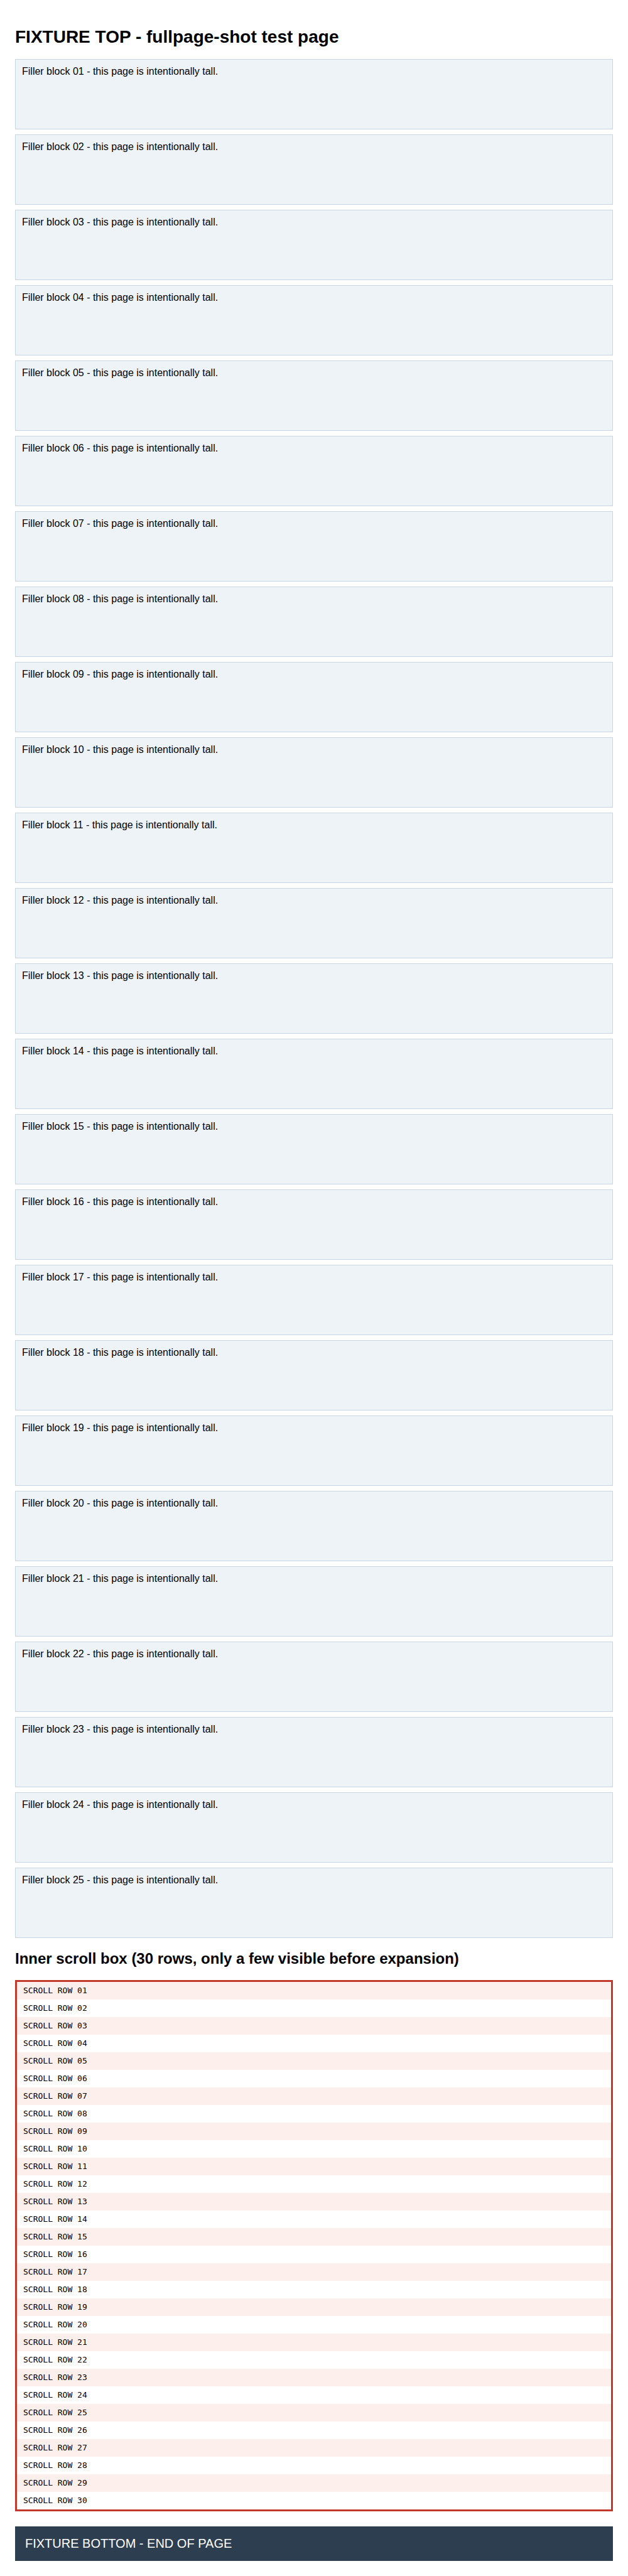 FIXTURE TOP - fullpage-shot test page
Filler block 01 - this page is intentionally tall.
Filler block 02 - this page is intentionally tall.
Filler block 03 - this page is intentionally tall.
Filler block 04 - this page is intentionally tall.
Filler block 05 - this page is intentionally tall.
Filler block 06 - this page is intentionally tall.
Filler block 07 - this page is intentionally tall.
Filler block 08 - this page is intentionally tall.
Filler block 09 - this page is intentionally tall.
Filler block 10 - this page is intentionally tall.
Filler block 11 - this page is intentionally tall.
Filler block 12 - this page is intentionally tall.
Filler block 13 - this page is intentionally tall.
Filler block 14 - this page is intentionally tall.
Filler block 15 - this page is intentionally tall.
Filler block 16 - this page is intentionally tall.
Filler block 17 - this page is intentionally tall.
Filler block 18 - this page is intentionally tall.
Filler block 19 - this page is intentionally tall.
Filler block 20 - this page is intentionally tall.
Filler block 21 - this page is intentionally tall.
Filler block 22 - this page is intentionally tall.
Filler block 23 - this page is intentionally tall.
Filler block 24 - this page is intentionally tall.
Filler block 25 - this page is intentionally tall.
Inner scroll box (30 rows, only a few visible before expansion)
SCROLL ROW 01
SCROLL ROW 02
SCROLL ROW 03
SCROLL ROW 04
SCROLL ROW 05
SCROLL ROW 06
SCROLL ROW 07
SCROLL ROW 08
SCROLL ROW 09
SCROLL ROW 10
SCROLL ROW 11
SCROLL ROW 12
SCROLL ROW 13
SCROLL ROW 14
SCROLL ROW 15
SCROLL ROW 16
SCROLL ROW 17
SCROLL ROW 18
SCROLL ROW 19
SCROLL ROW 20
SCROLL ROW 21
SCROLL ROW 22
SCROLL ROW 23
SCROLL ROW 24
SCROLL ROW 25
SCROLL ROW 26
SCROLL ROW 27
SCROLL ROW 28
SCROLL ROW 29
SCROLL ROW 30
FIXTURE BOTTOM - END OF PAGE